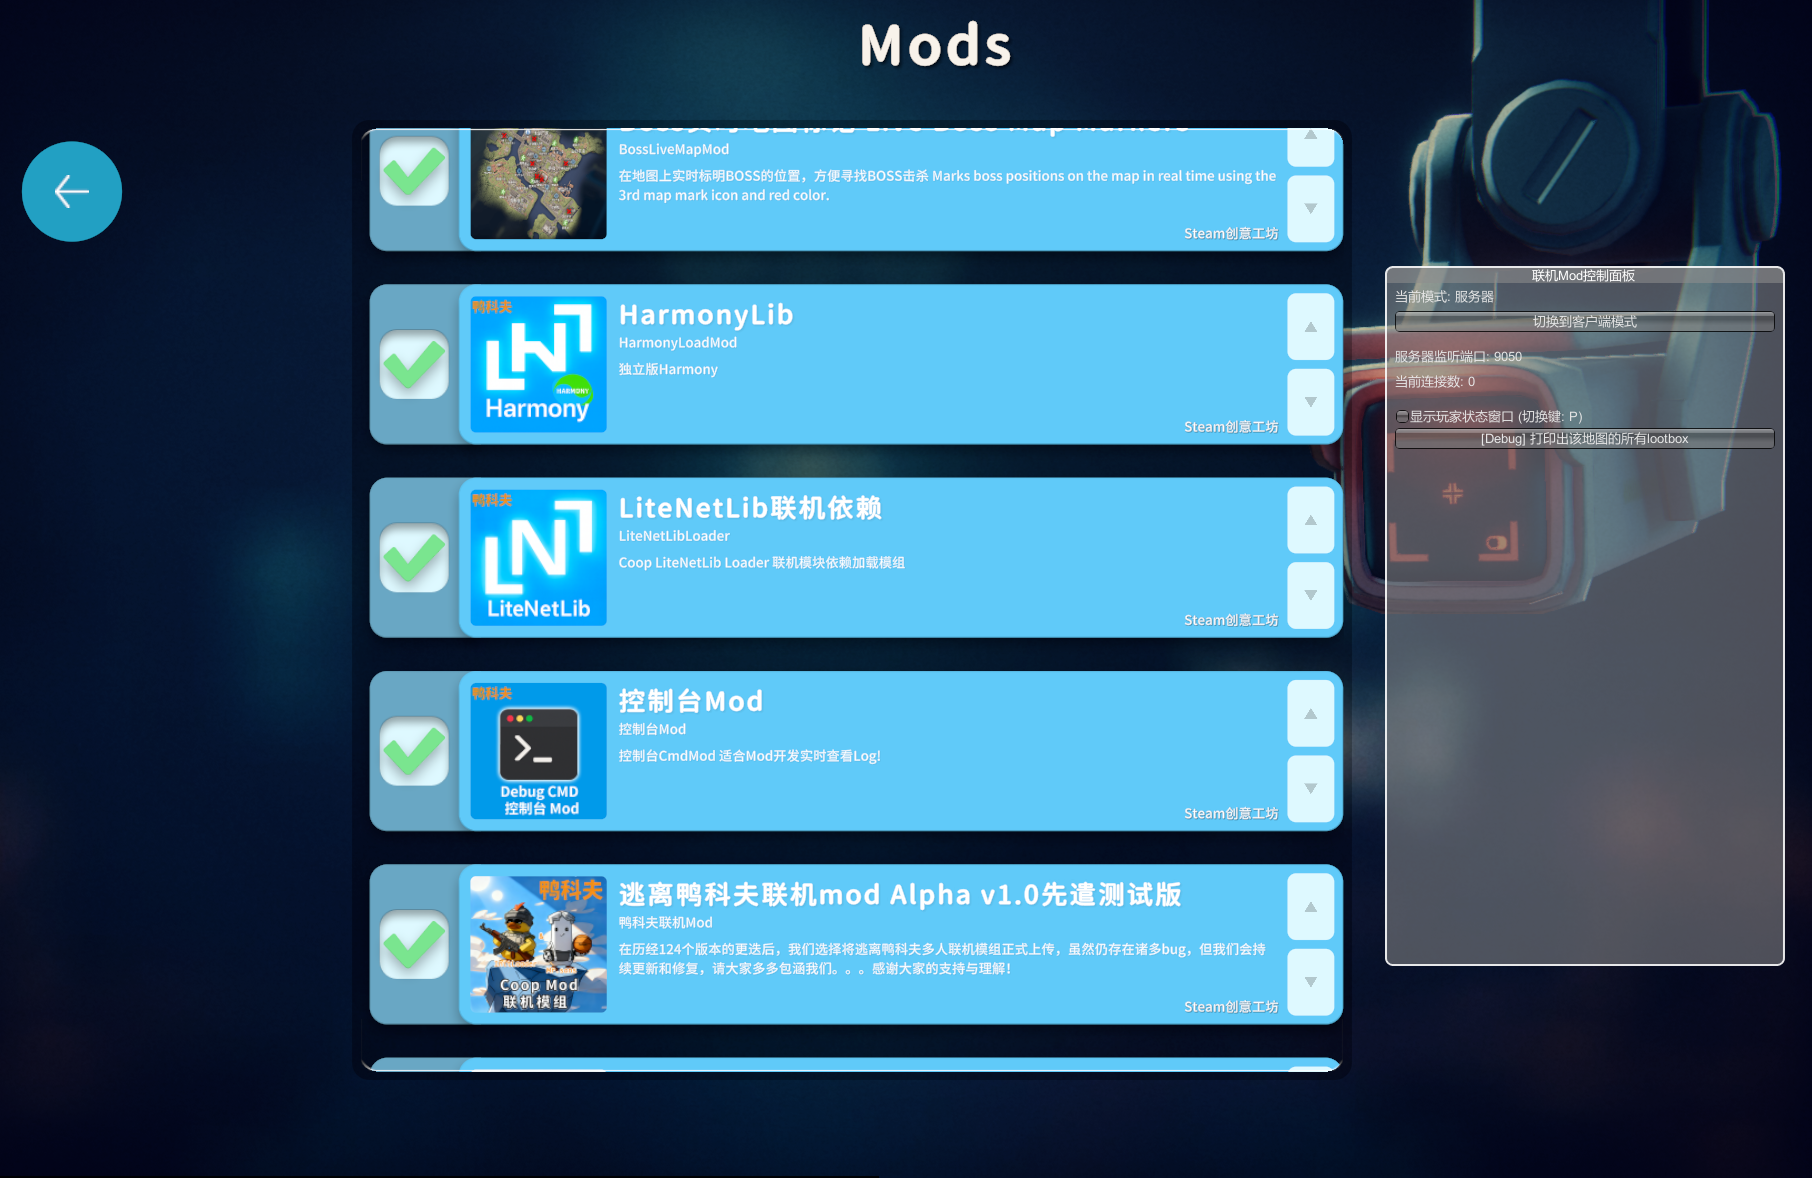 Mods
BossLiveMapMod
在地图上实时标明BOSS的位置，方便寻找BOSS击杀 Marks boss positions on the map in real time using the
3rd map mark icon and red color.
Steam创意工坊
鸭科夫
HARMONY
Harmony
HarmonyLib
HarmonyLoadMod
独立版Harmony
Steam创意工坊
鸭科夫
LiteNetLib
LiteNetLib联机依赖
LiteNetLibLoader
Coop LiteNetLib Loader 联机模块依赖加载模组
Steam创意工坊
鸭科夫
Debug CMD
控制台 Mod
控制台Mod
控制台Mod
控制台CmdMod 适合Mod开发实时查看Log!
Steam创意工坊
鸭科夫
Coop Mod
联机模组
逃离鸭科夫联机mod Alpha v1.0先遣测试版
鸭科夫联机Mod
在历经124个版本的更迭后，我们选择将逃离鸭科夫多人联机模组正式上传，虽然仍存在诸多bug，但我们会持
续更新和修复，请大家多多包涵我们。。。感谢大家的支持与理解！
Steam创意工坊
联机Mod控制面板
当前模式: 服务器
切换到客户端模式
服务器监听端口: 9050
当前连接数: 0
显示玩家状态窗口 (切换键: P)
[Debug] 打印出该地图的所有lootbox